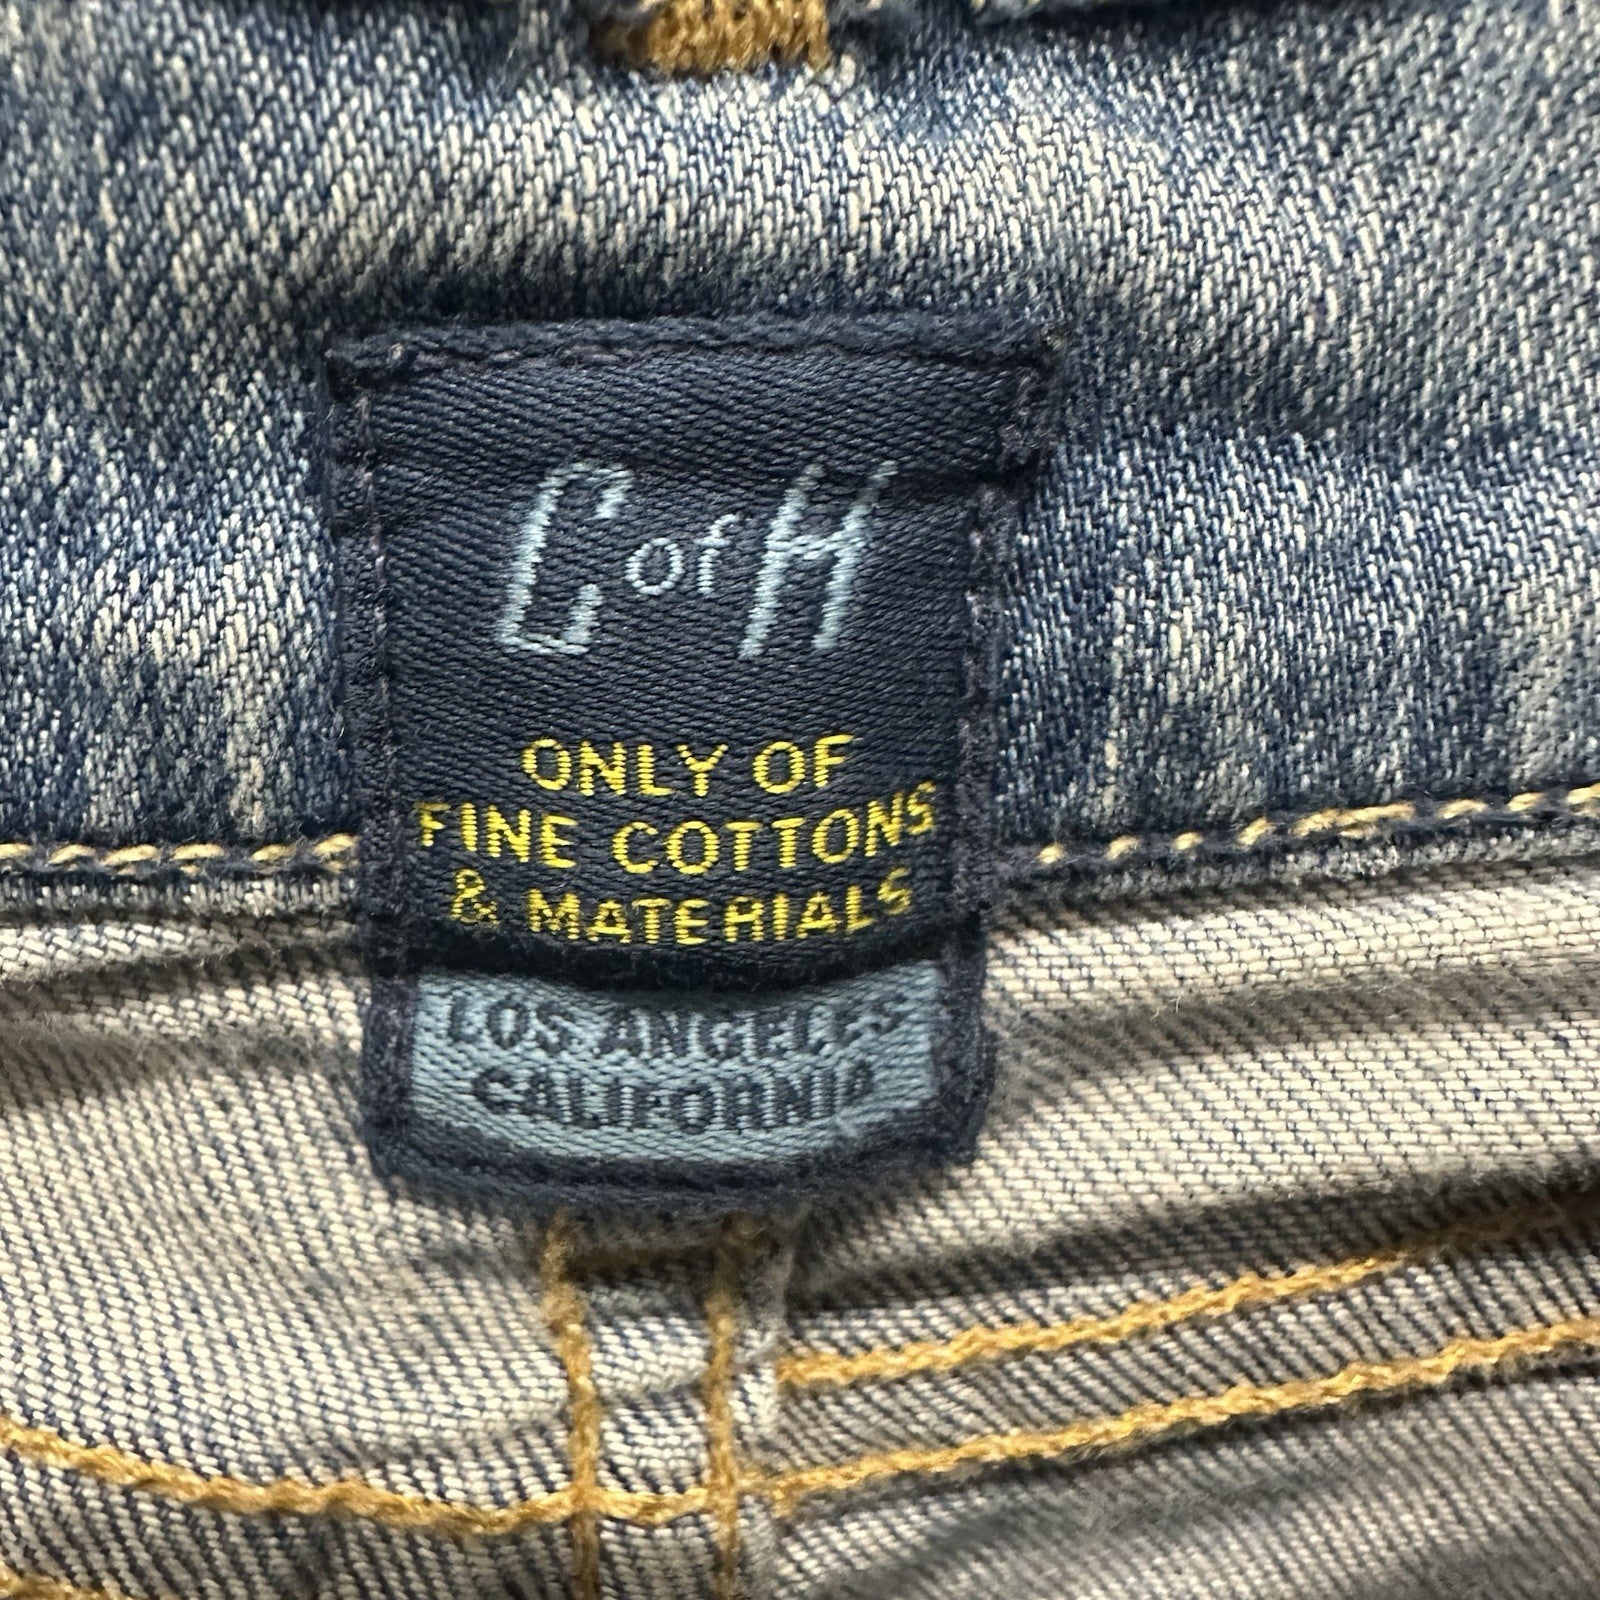 C of H
ONLY OF
FINE COTTONS
& MATERIALS
LOS ANGELES
CALIFORNIA